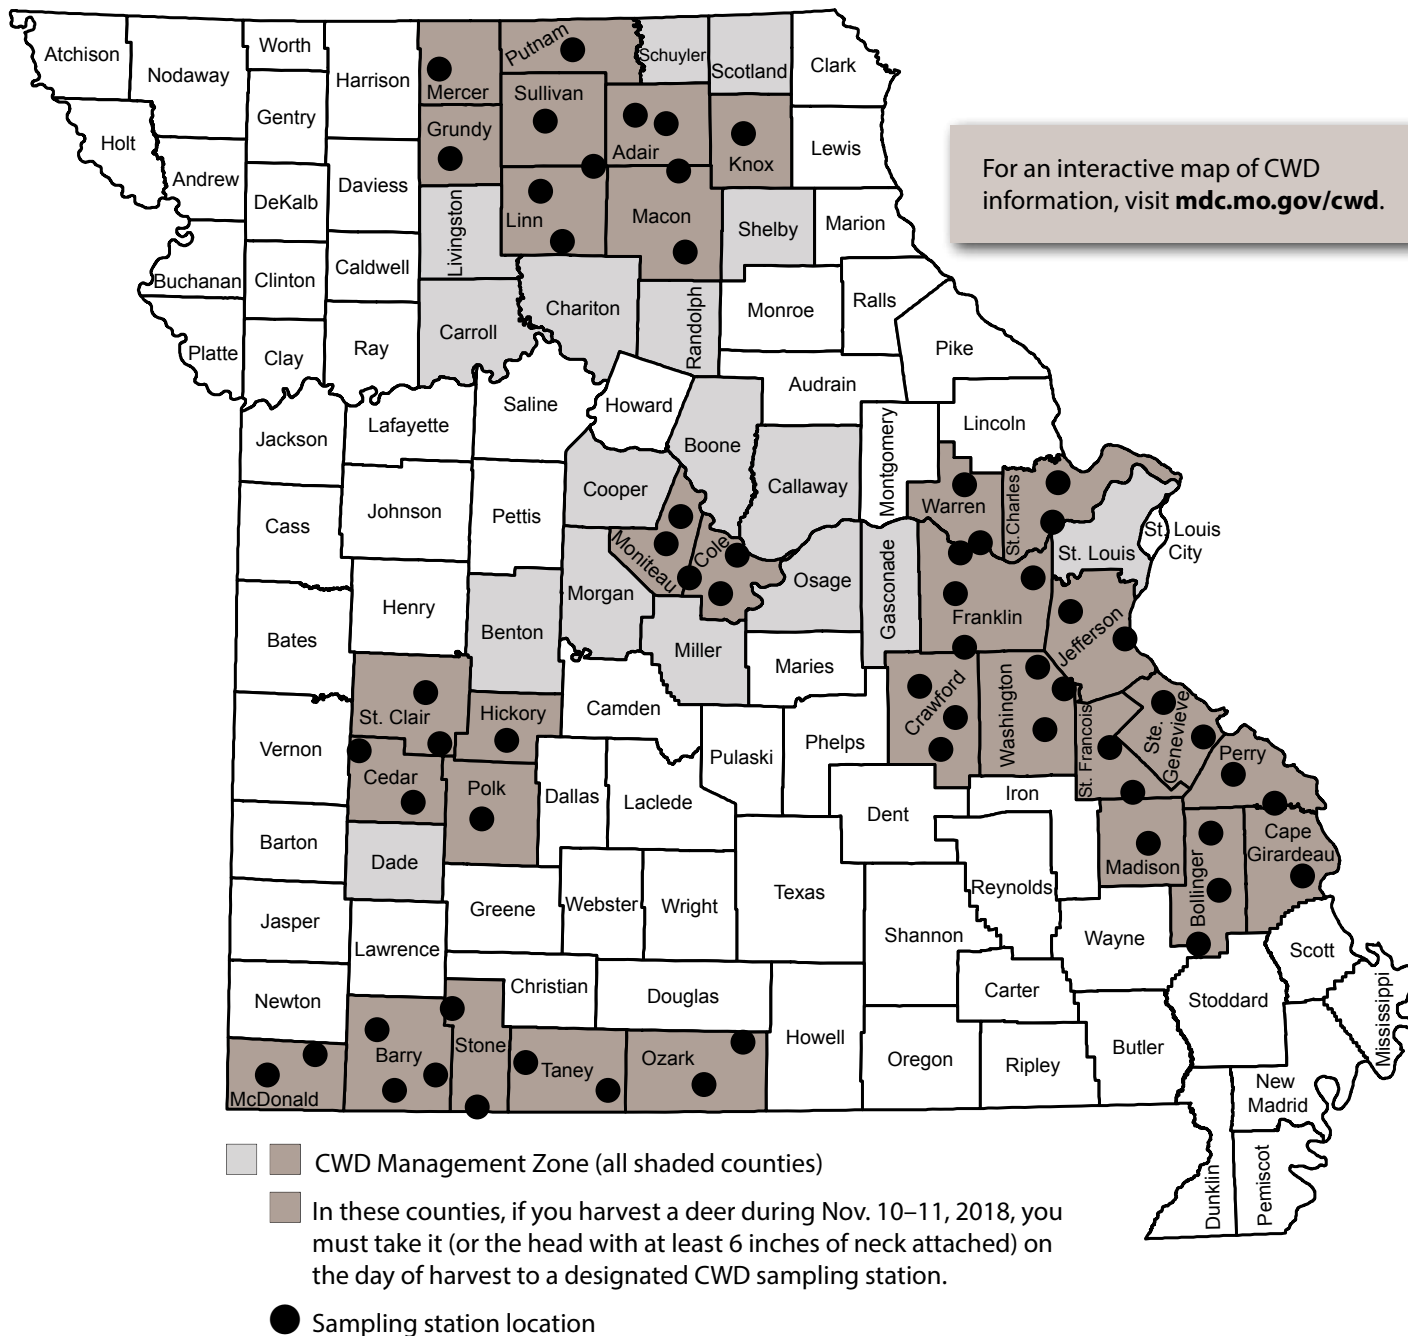 Atchison
Nodaway
Worth
Harrison
Mercer
Putnam
Schuyler
Scotland
Clark
Holt
Gentry
Grundy
Sullivan
Adair
Knox
Lewis
Andrew
DeKalb
Daviess
Livingston
Linn
Macon
Shelby
Marion
Buchanan
Clinton
Caldwell
Carroll
Chariton
Randolph
Monroe
Ralls
Pike
Platte
Clay
Ray
Saline
Howard
Audrain
Lincoln
Jackson
Lafayette
Cooper
Boone
Callaway
Montgomery
Warren
St. Charles
St. Louis
St. Louis
City
Cass
Johnson
Pettis
Moniteau
Cole
Osage
Gasconade
Franklin
Jefferson
Bates
Henry
Benton
Morgan
Miller
Maries
Crawford
Washington
St. Francois
Ste.
Genevieve
Perry
Vernon
St. Clair
Hickory
Camden
Pulaski
Phelps
Iron
Cedar
Polk
Dallas
Laclede
Dent
Madison
Bollinger
Cape
Girardeau
Barton
Dade
Greene
Webster
Wright
Texas
Reynolds
Shannon
Wayne
Scott
Jasper
Lawrence
Christian
Douglas
Howell
Carter
Stoddard
Mississippi
Newton
McDonald
Barry
Stone
Taney
Ozark
Oregon
Ripley
Butler
New
Madrid
Dunklin
Pemiscot
For an interactive map of CWD
information, visit mdc.mo.gov/cwd.
CWD Management Zone (all shaded counties)
In these counties, if you harvest a deer during Nov. 10–11, 2018, you
must take it (or the head with at least 6 inches of neck attached) on
the day of harvest to a designated CWD sampling station.
Sampling station location